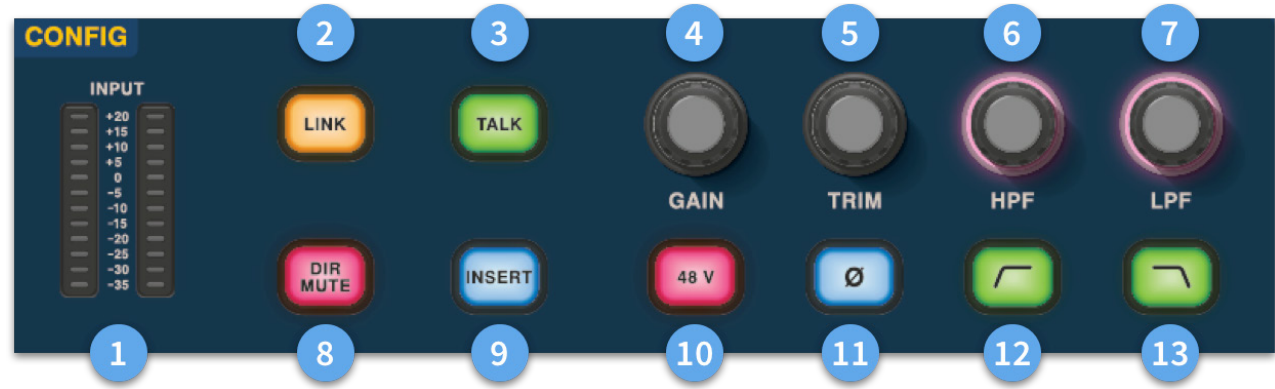 2 3 4 5 6 7
CONFIG
INPUT
+20
+15
+10
+5
0
-5
-10
-15
-20
-25
-30
-35
LINK
TALK
GAIN
TRIM
HPF
LPF
DIR
MUTE
INSERT
48 V
Ø
1 8 9 10 11 12 13